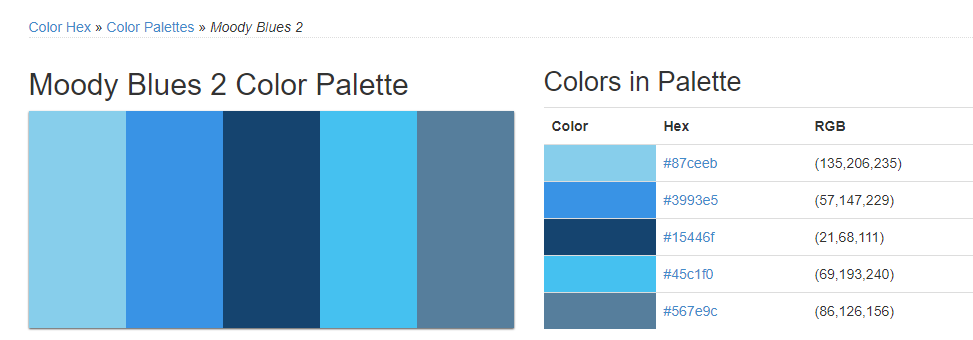 Color Hex » Color Palettes » Moody Blues 2
Moody Blues 2 Color Palette
Colors in Palette
Color Hex RGB
#87ceeb (135,206,235)
#3993e5 (57,147,229)
#15446f (21,68,111)
#45c1f0 (69,193,240)
#567e9c (86,126,156)